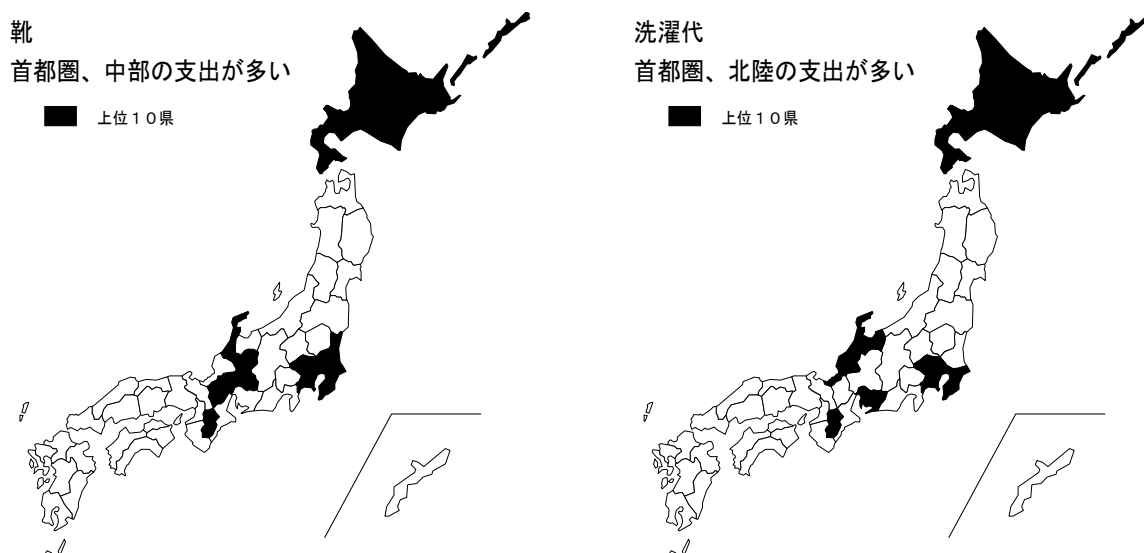 靴
首都圏、中部の支出が多い
上位１０県
洗濯代
首都圏、北陸の支出が多い
上位１０県